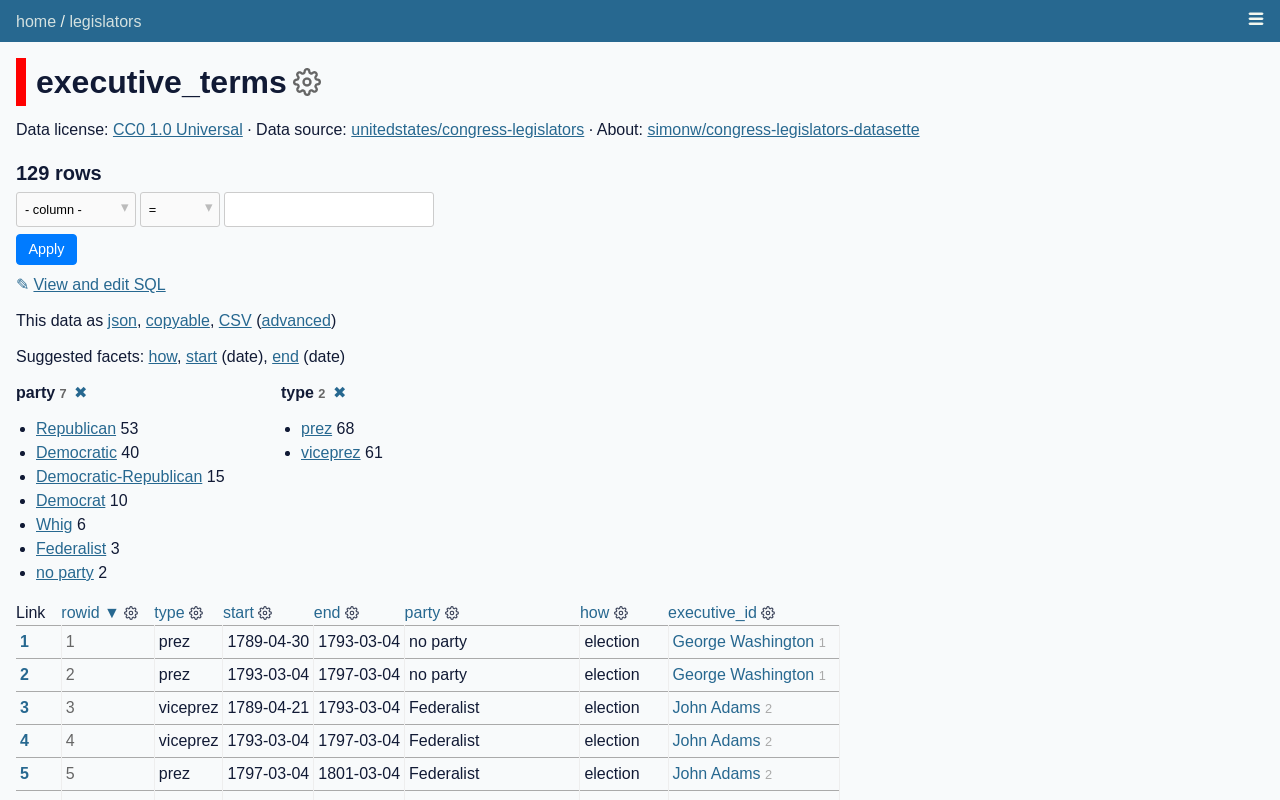 home / legislators
executive_terms
Data license: CC0 1.0 Universal · Data source: unitedstates/congress-legislators · About: simonw/congress-legislators-datasette
129 rows
- column - ▼ = ▼
Apply
✎ View and edit SQL
This data as json, copyable, CSV (advanced)
Suggested facets: how, start (date), end (date)
party 7 ✖ type 2 ✖
Republican 53 prez 68
Democratic 40 viceprez 61
Democratic-Republican 15
Democrat 10
Whig 6
Federalist 3
no party 2
Link rowid ▼ type start end party how executive_id
1 1 prez 1789-04-30 1793-03-04 no party election George Washington 1
2 2 prez 1793-03-04 1797-03-04 no party election George Washington 1
3 3 viceprez 1789-04-21 1793-03-04 Federalist election John Adams 2
4 4 viceprez 1793-03-04 1797-03-04 Federalist election John Adams 2
5 5 prez 1797-03-04 1801-03-04 Federalist election John Adams 2